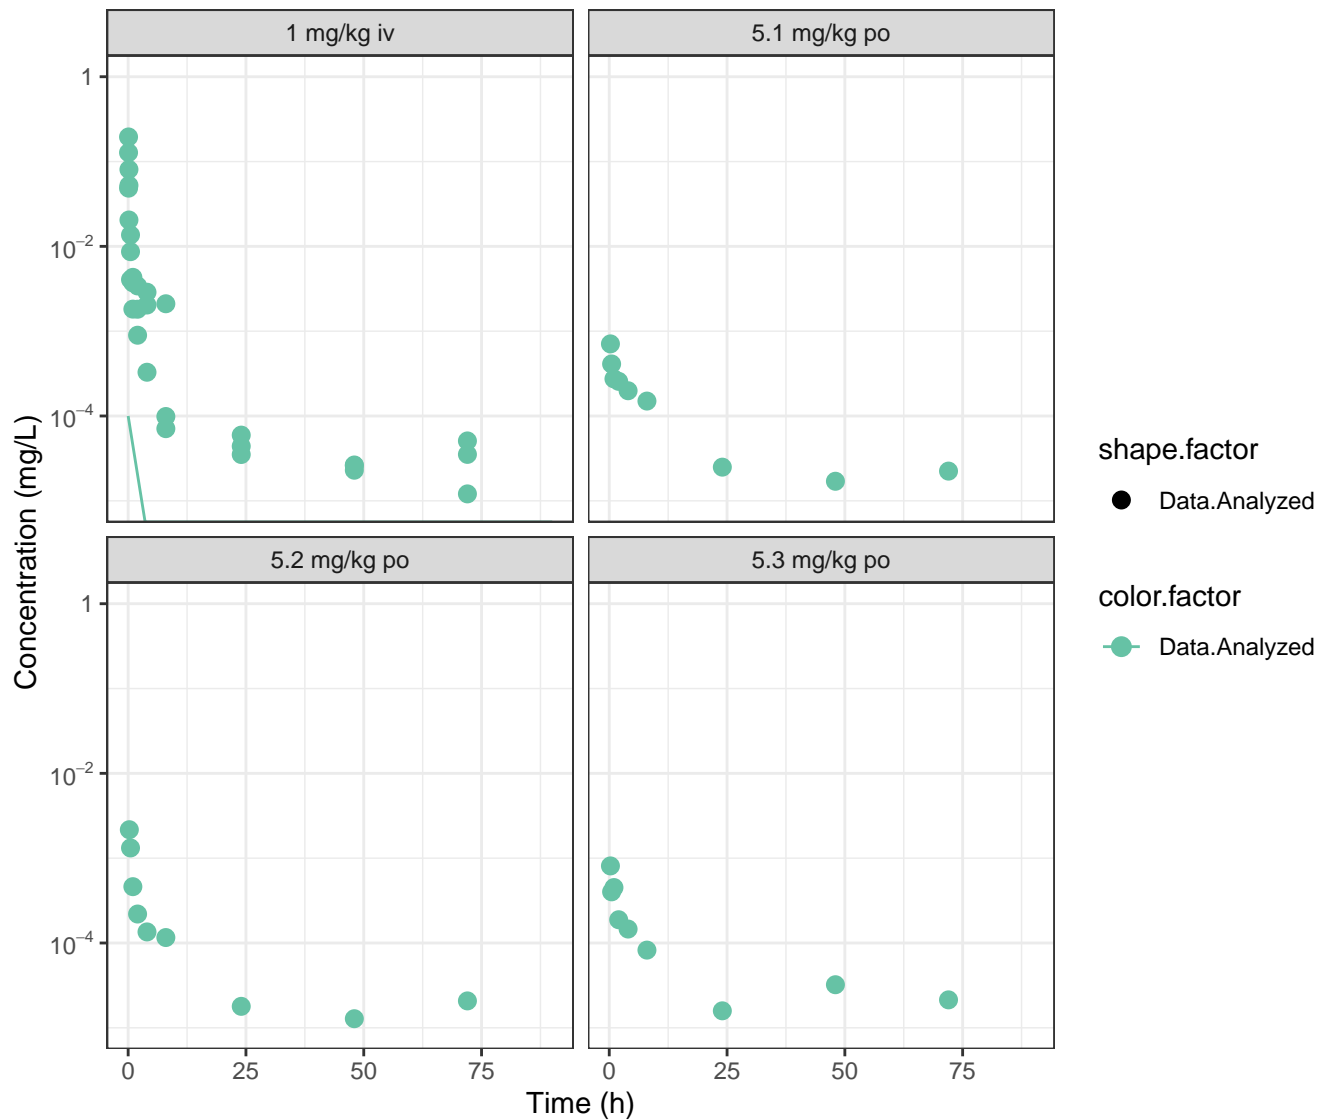 1 mg/kg iv
5.1 mg/kg po
1
10⁻²
10⁻⁴
5.2 mg/kg po
5.3 mg/kg po
1
10⁻²
10⁻⁴
0 25 50 75
0 25 50 75
Time (h)
Concentration (mg/L)
shape.factor
Data.Analyzed
color.factor
Data.Analyzed